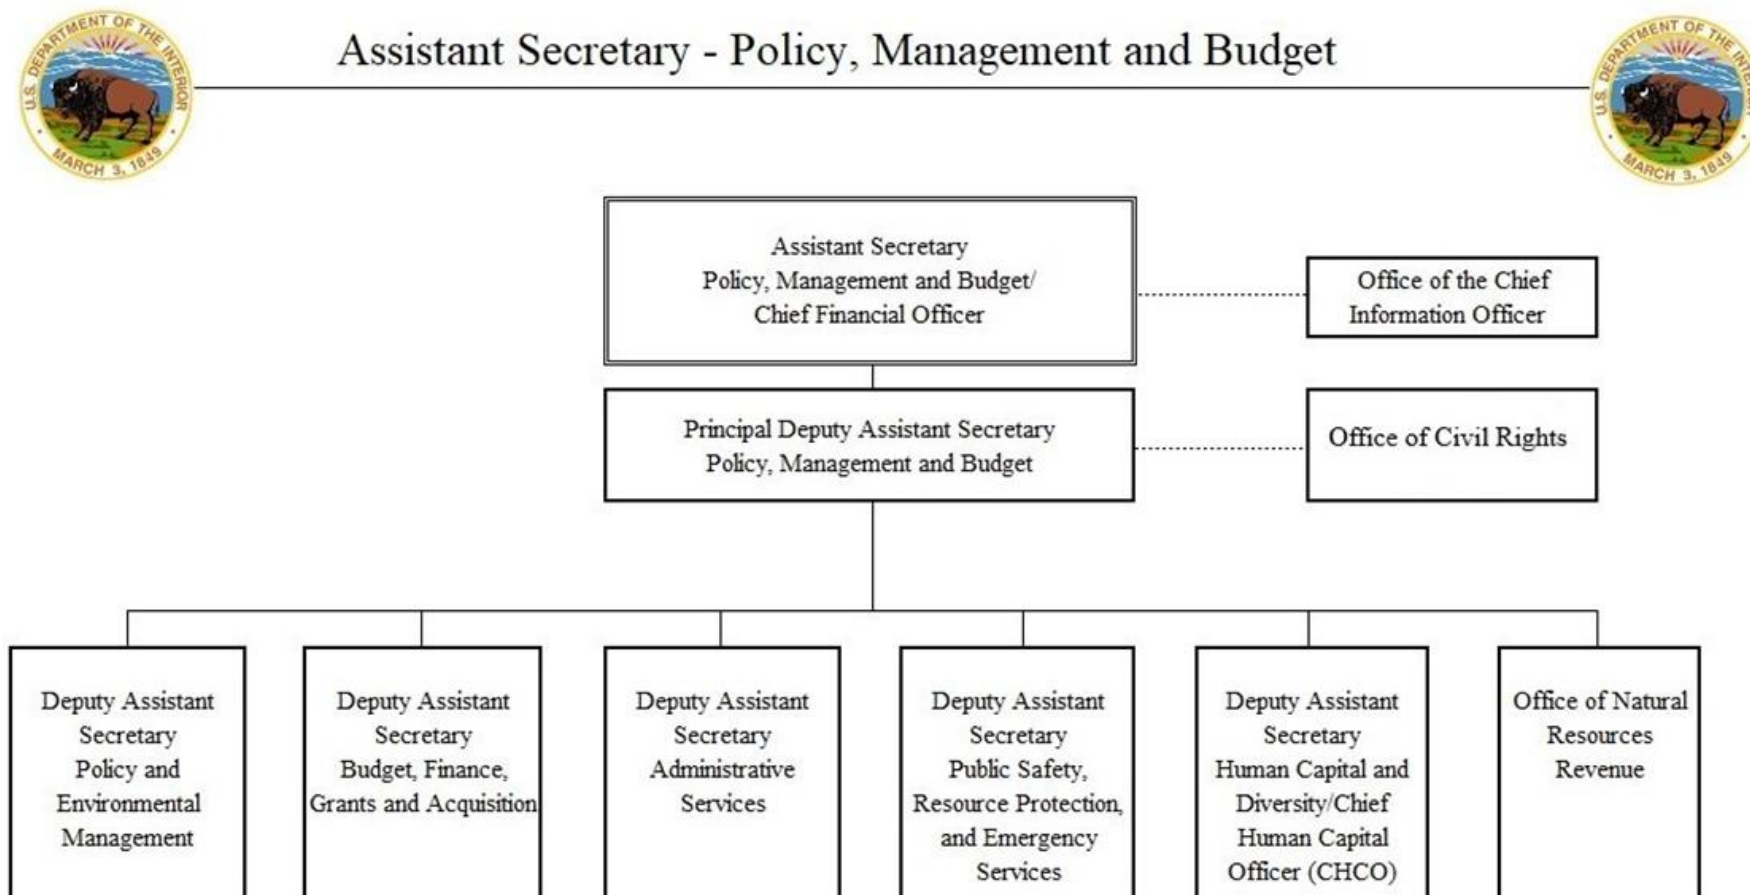 U.S. DEPARTMENT OF THE INTERIOR
MARCH 3, 1849
Assistant Secretary - Policy, Management and Budget
U.S. DEPARTMENT OF THE
MARCH 3, 1849
Assistant Secretary
Policy, Management and Budget/
Chief Financial Officer
Office of the Chief
Information Officer
Principal Deputy Assistant Secretary
Policy, Management and Budget
Office of Civil Rights
Deputy Assistant
Secretary
Policy and
Environmental
Management
Deputy Assistant
Secretary
Budget, Finance,
Grants and Acquisition
Deputy Assistant
Secretary
Administrative
Services
Deputy Assistant
Secretary
Public Safety,
Resource Protection,
and Emergency
Services
Deputy Assistant
Secretary
Human Capital and
Diversity/Chief
Human Capital
Officer (CHCO)
Office of Natural
Resources
Revenue